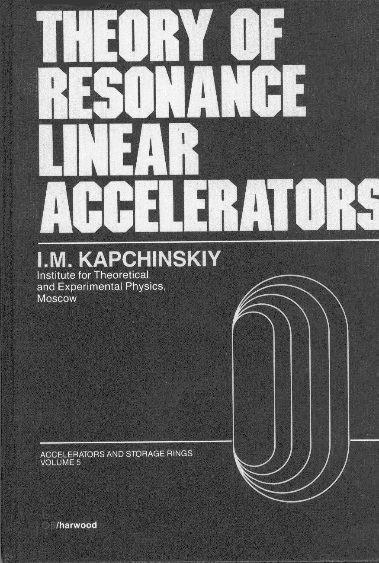 THEORY OF
RESONANCE
LINEAR
ACCELERATORS
I.M. KAPCHINSKIY
Institute for Theoretical
and Experimental Physics,
Moscow
ACCELERATORS AND STORAGE RINGS
VOLUME 5
/harwood